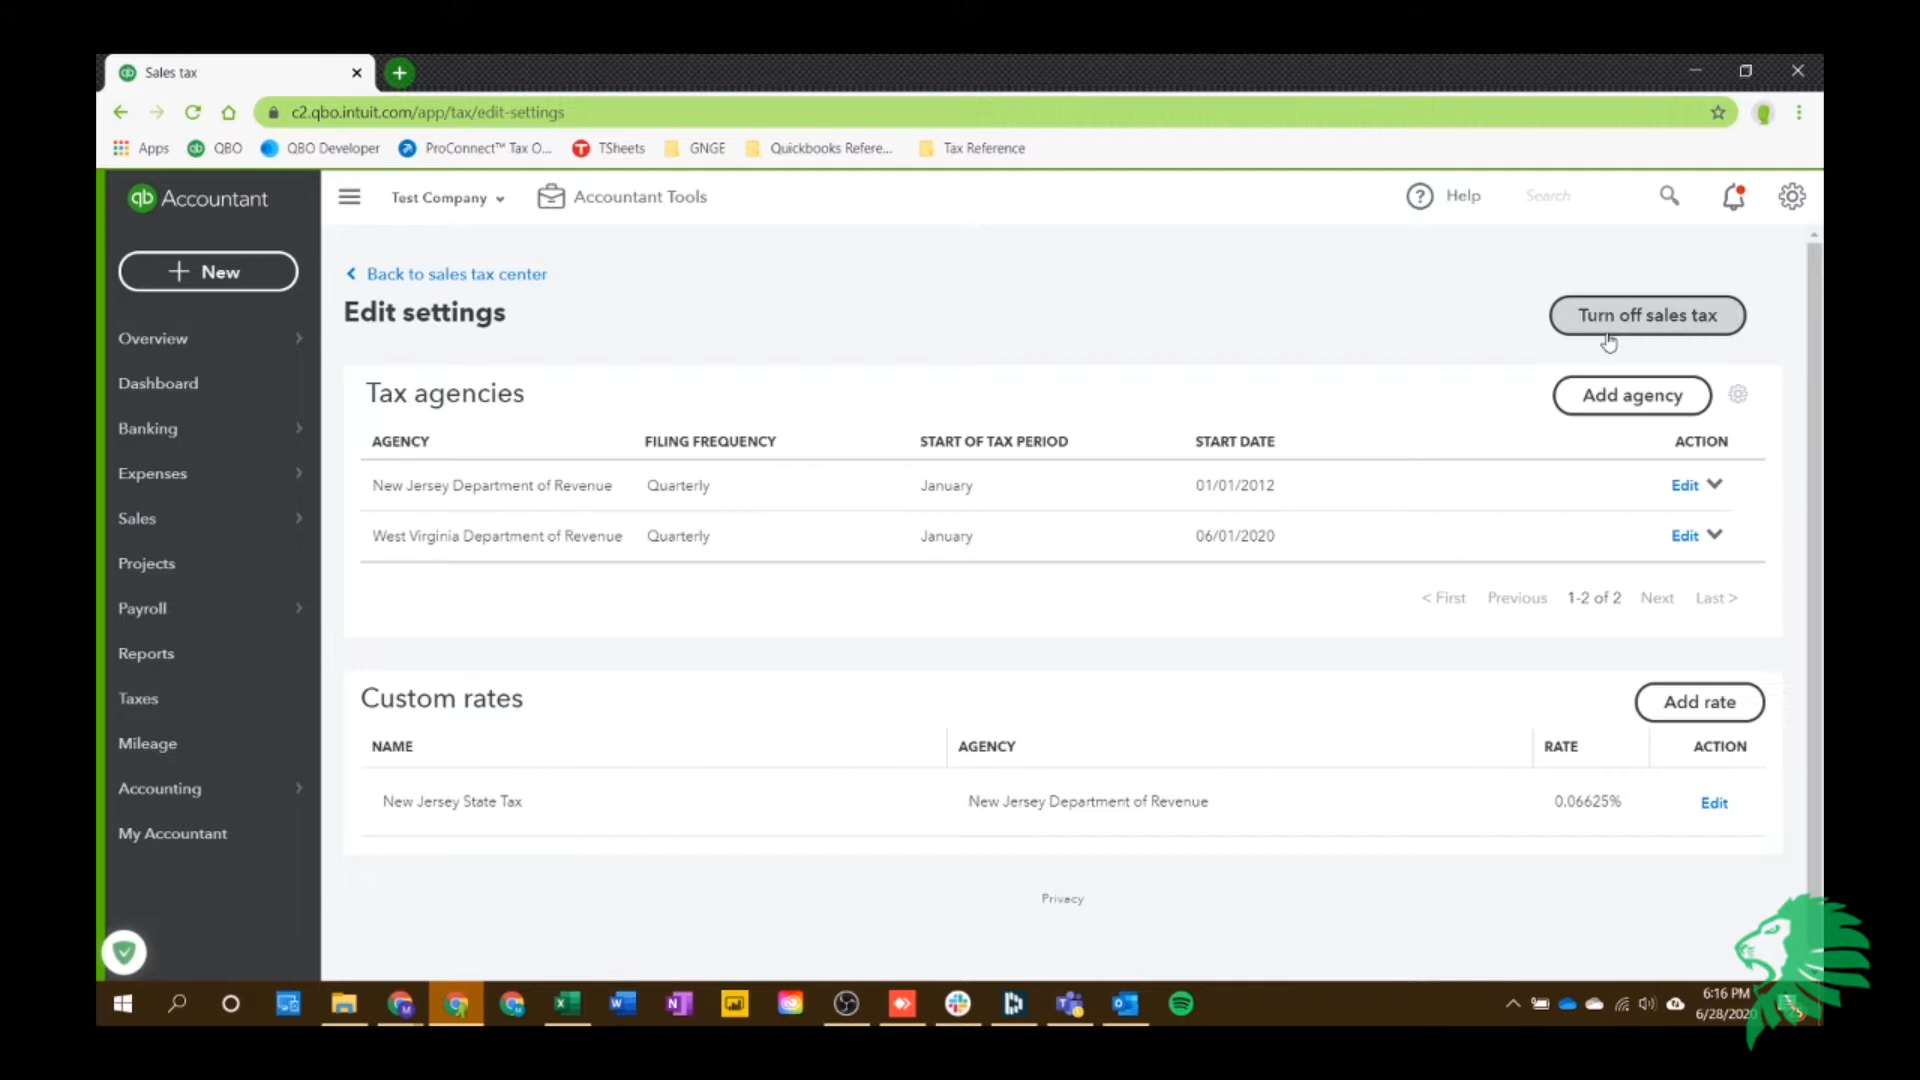 Sales tax
c2.qbo.intuit.com/app/tax/edit-settings
Apps QBO QBO Developer ProConnect™ Tax O... TSheets GNGE Quickbooks Refere... Tax Reference
qb Accountant
Test Company Accountant Tools Help Search
+ New
Overview
Dashboard
Banking
Expenses
Sales
Projects
Payroll
Reports
Taxes
Mileage
Accounting
My Accountant
Back to sales tax center
Edit settings
Turn off sales tax
Tax agencies
Add agency
AGENCY FILING FREQUENCY START OF TAX PERIOD START DATE ACTION
New Jersey Department of Revenue Quarterly January 01/01/2012 Edit
West Virginia Department of Revenue Quarterly January 06/01/2020 Edit
< First Previous 1-2 of 2 Next Last >
Custom rates
Add rate
NAME AGENCY RATE ACTION
New Jersey State Tax New Jersey Department of Revenue 0.06625% Edit
Privacy
6:16 PM
6/28/2020